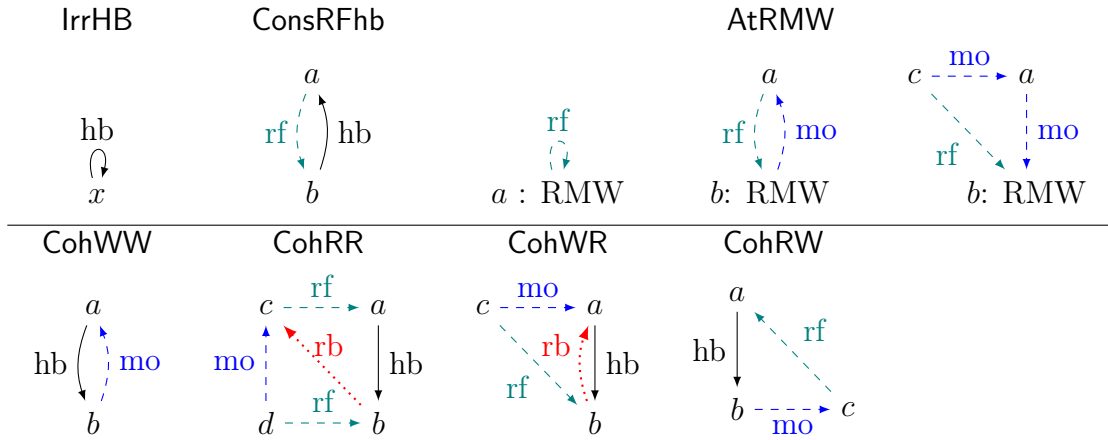 IrrHB ConsRFhb AtRMW
a a c mo a
hb rf hb rf rf mo rf mo
x b a : RMW b: RMW b: RMW
CohWW CohRR CohWR CohRW
a c rf a c mo a a
hb mo mo rb hb rf rb hb hb rf
b d rf b b b mo c